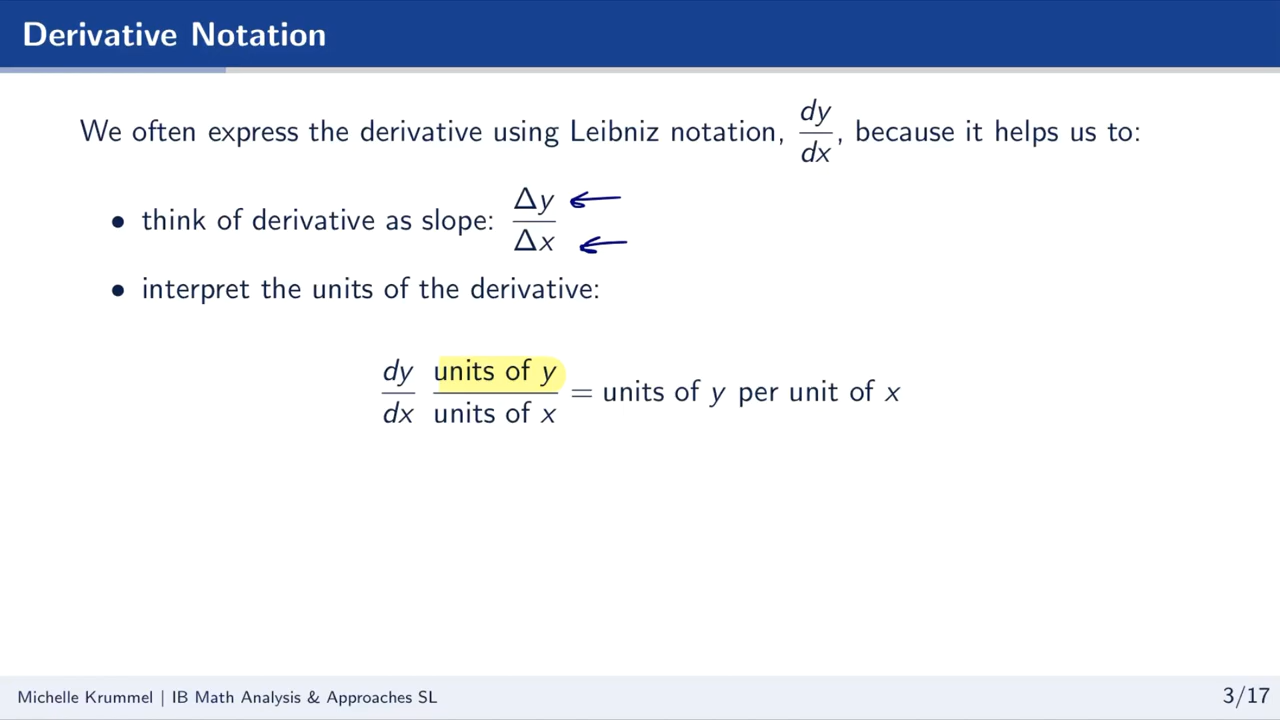 Derivative Notation
We often express the derivative using Leibniz notation, dy/dx, because it helps us to:
• think of derivative as slope: Δy/Δx
• interpret the units of the derivative:
dy/dx units of y/units of x = units of y per unit of x
Michelle Krummel | IB Math Analysis & Approaches SL 3/17